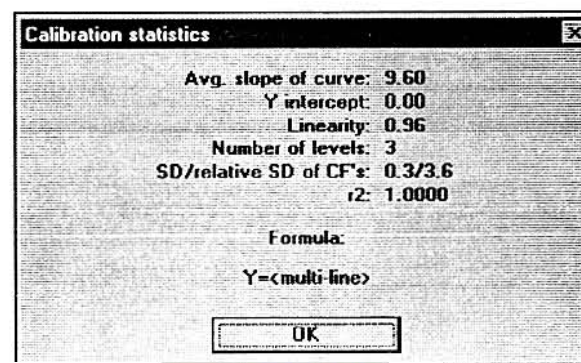 Calibration statistics
Avg. slope of curve: 9.60
Y intercept: 0.00
Linearity: 0.96
Number of levels: 3
SD/relative SD of CF's: 0.3/3.6
r2: 1.0000
Formula:
Y=<multi-line>
OK